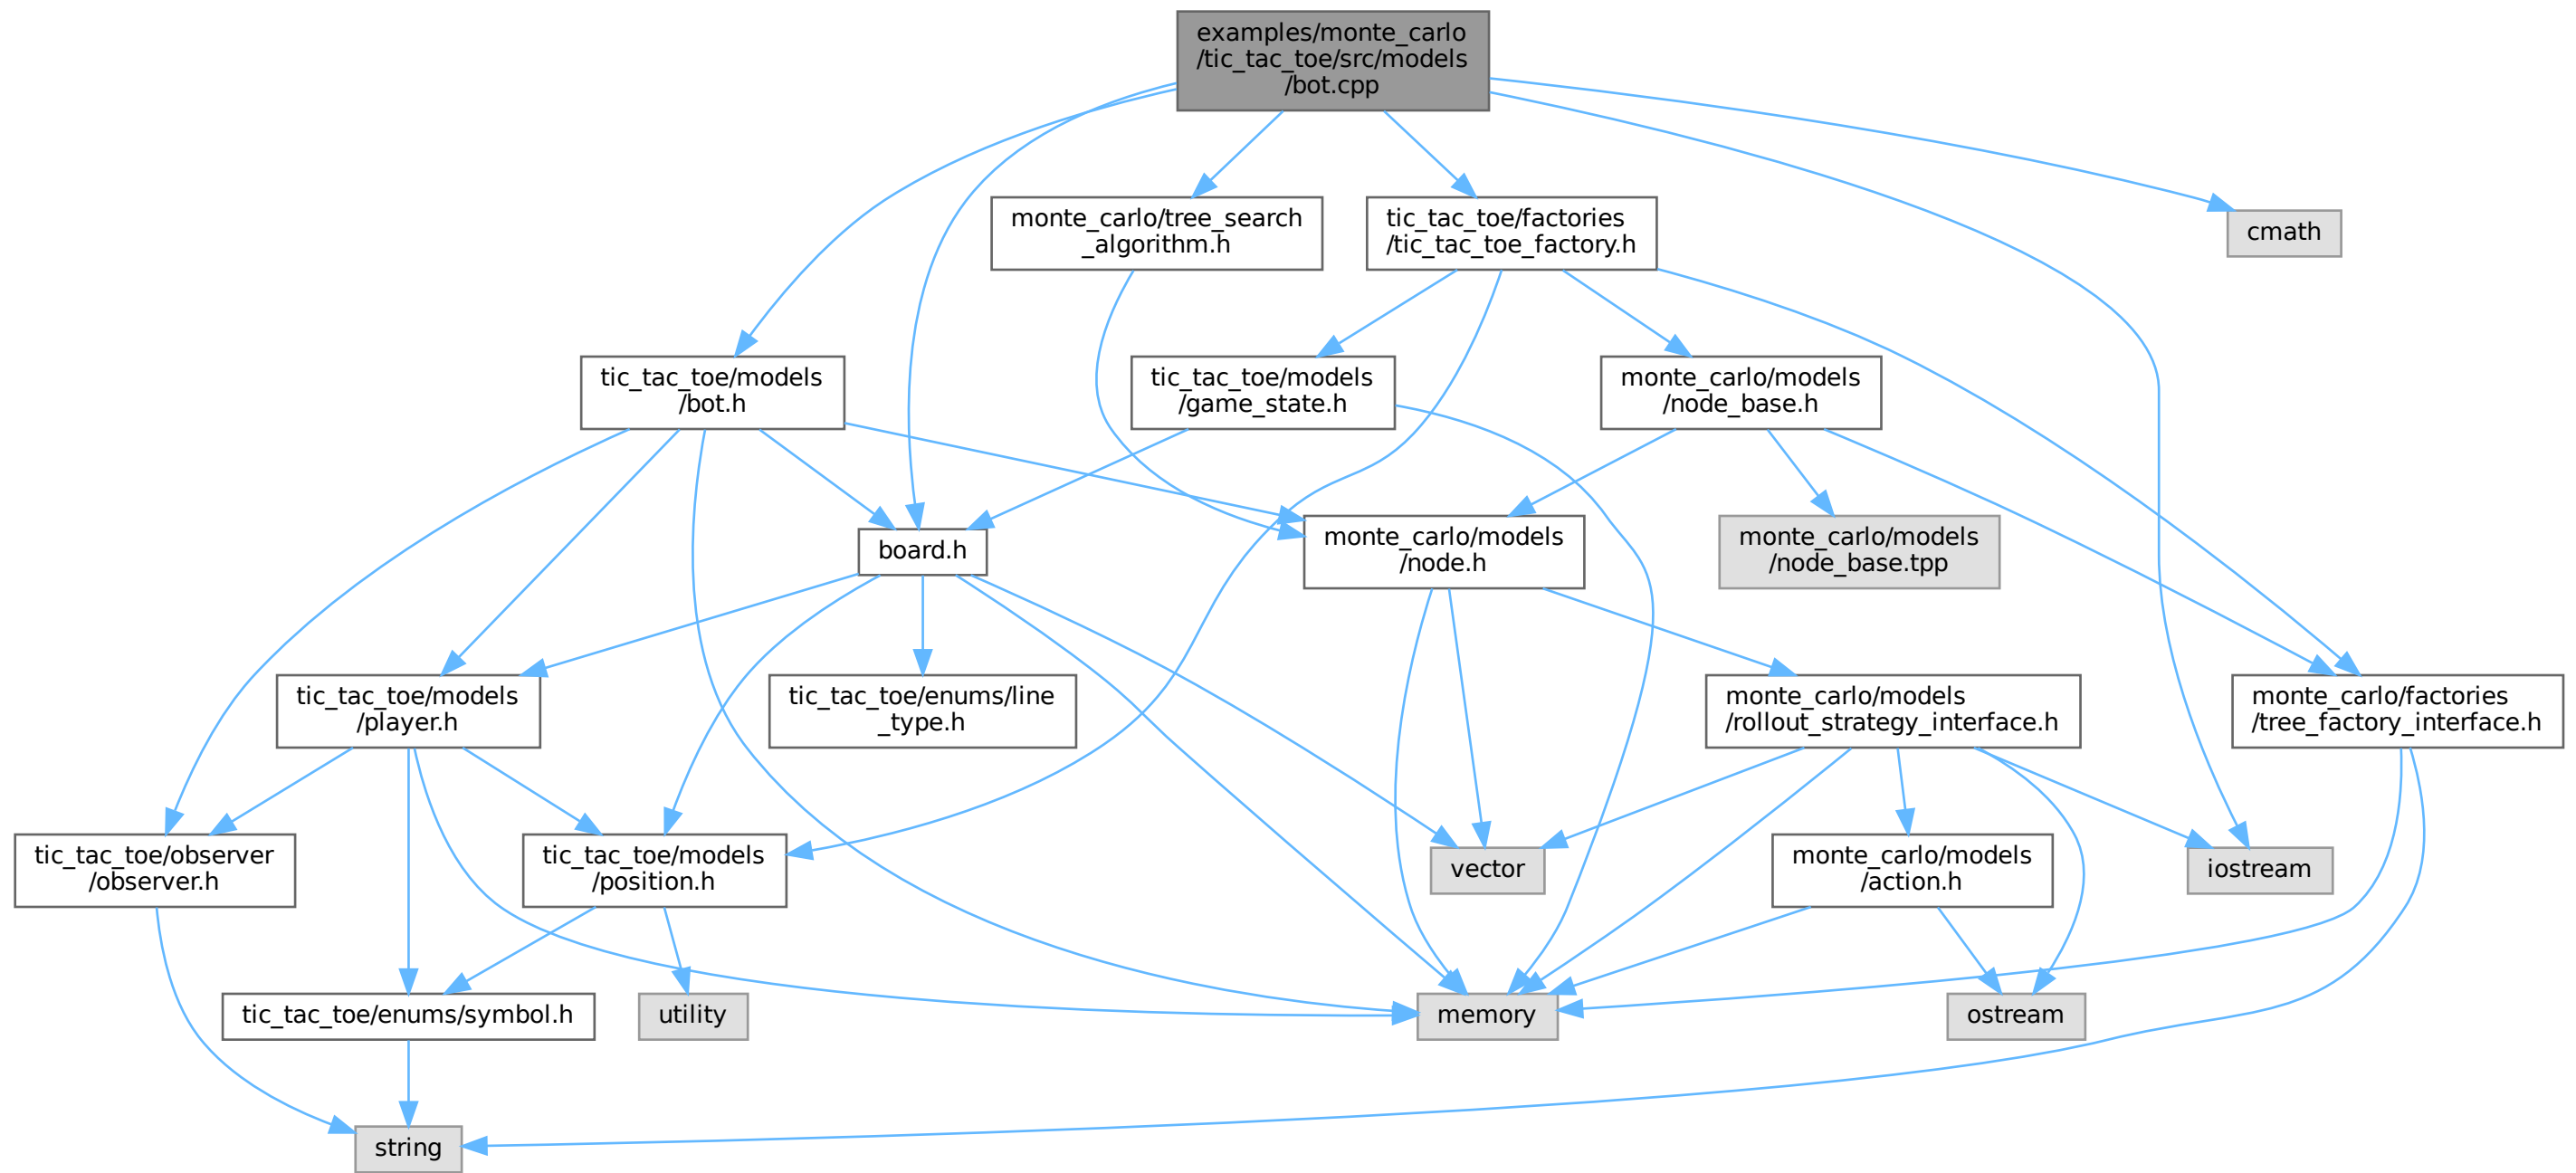 examples/monte_carlo
/tic_tac_toe/src/models
/bot.cpp
monte_carlo/tree_search
_algorithm.h
tic_tac_toe/factories
/tic_tac_toe_factory.h
cmath
tic_tac_toe/models
/bot.h
tic_tac_toe/models
/game_state.h
monte_carlo/models
/node_base.h
board.h
monte_carlo/models
/node.h
monte_carlo/models
/node_base.tpp
tic_tac_toe/models
/player.h
tic_tac_toe/enums/line
_type.h
monte_carlo/models
/rollout_strategy_interface.h
monte_carlo/factories
/tree_factory_interface.h
tic_tac_toe/observer
/observer.h
tic_tac_toe/models
/position.h
vector
monte_carlo/models
/action.h
iostream
tic_tac_toe/enums/symbol.h
utility
memory
ostream
string